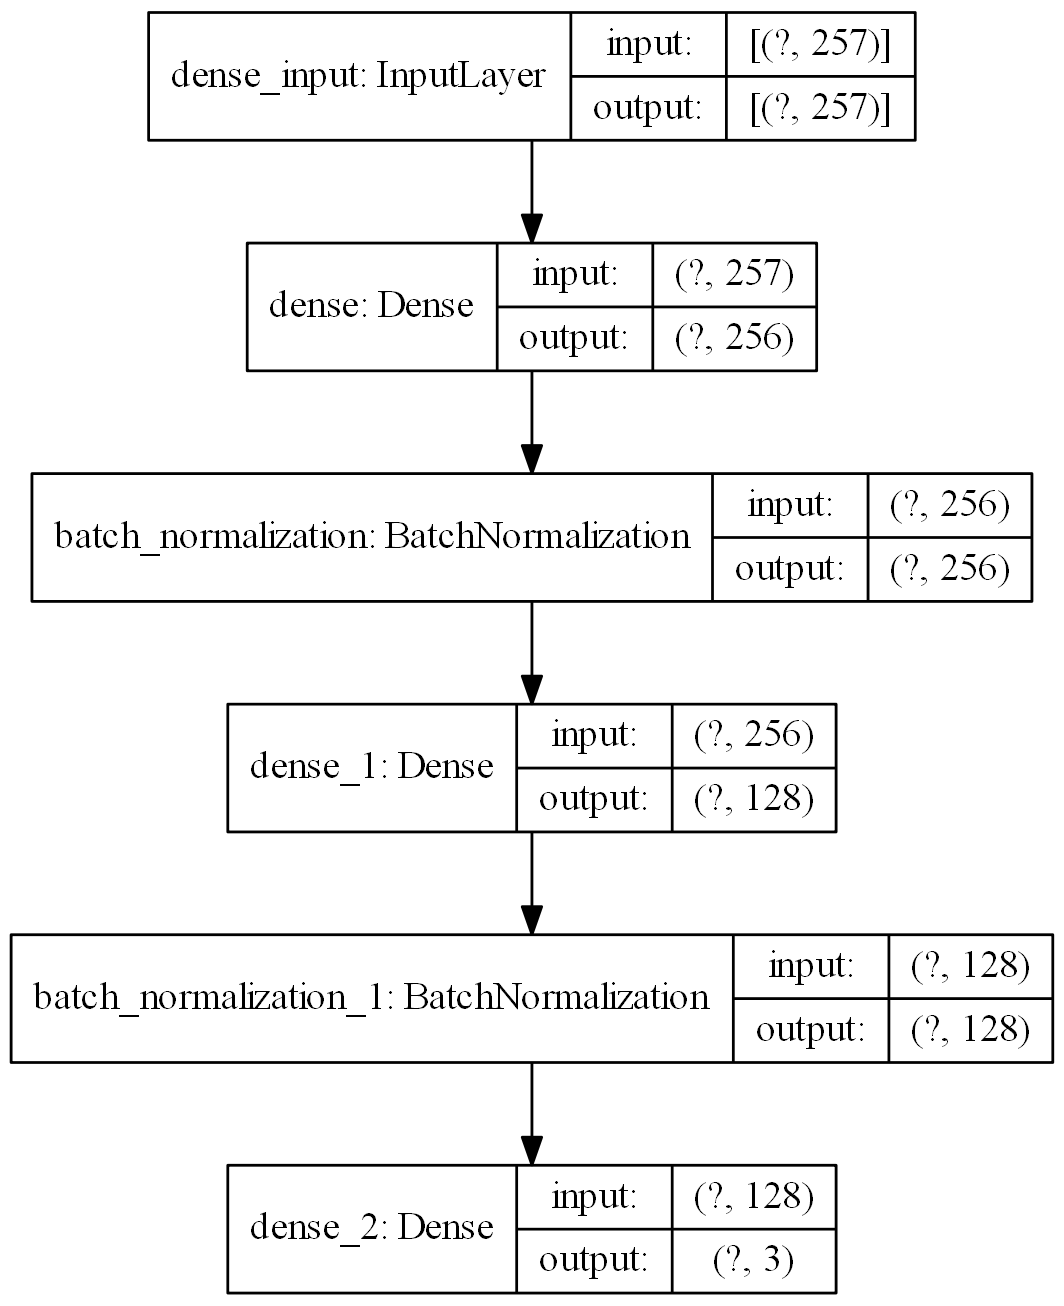 dense_input: InputLayer
input:
[(?, 257)]
output:
[(?, 257)]
dense: Dense
input:
(?, 257)
output:
(?, 256)
batch_normalization: BatchNormalization
input:
(?, 256)
output:
(?, 256)
dense_1: Dense
input:
(?, 256)
output:
(?, 128)
batch_normalization_1: BatchNormalization
input:
(?, 128)
output:
(?, 128)
dense_2: Dense
input:
(?, 128)
output:
(?, 3)